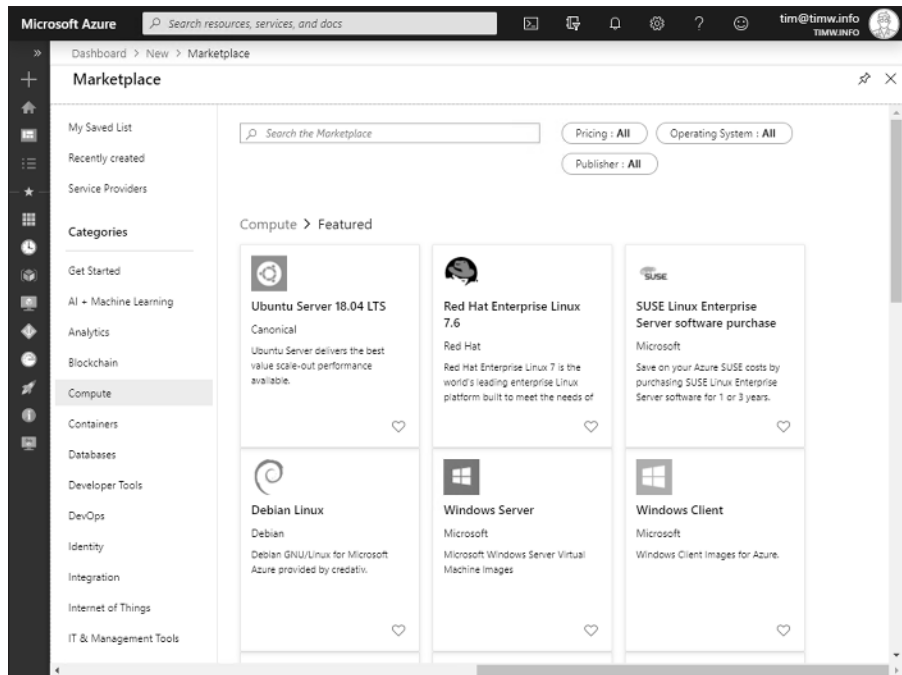 Microsoft Azure
Search resources, services, and docs
tim@timw.info
TIMW.INFO
Dashboard > New > Marketplace
Marketplace
My Saved List
Recently created
Service Providers
Categories
Get Started
AI + Machine Learning
Analytics
Blockchain
Compute
Containers
Databases
Developer Tools
DevOps
Identity
Integration
Internet of Things
IT & Management Tools
Search the Marketplace
Pricing : All
Operating System : All
Publisher : All
Compute > Featured
Ubuntu Server 18.04 LTS
Canonical
Ubuntu Server delivers the best
value scale-out performance
available.
Red Hat Enterprise Linux
7.6
Red Hat
Red Hat Enterprise Linux 7 is the
world's leading enterprise Linux
platform built to meet the needs of
SUSE
SUSE Linux Enterprise
Server software purchase
Microsoft
Save on your Azure SUSE costs by
purchasing SUSE Linux Enterprise
Server software for 1 or 3 years.
Debian Linux
Debian
Debian GNU/Linux for Microsoft
Azure provided by credativ.
Windows Server
Microsoft
Microsoft Windows Server Virtual
Machine Images
Windows Client
Microsoft
Windows Client Images for Azure.